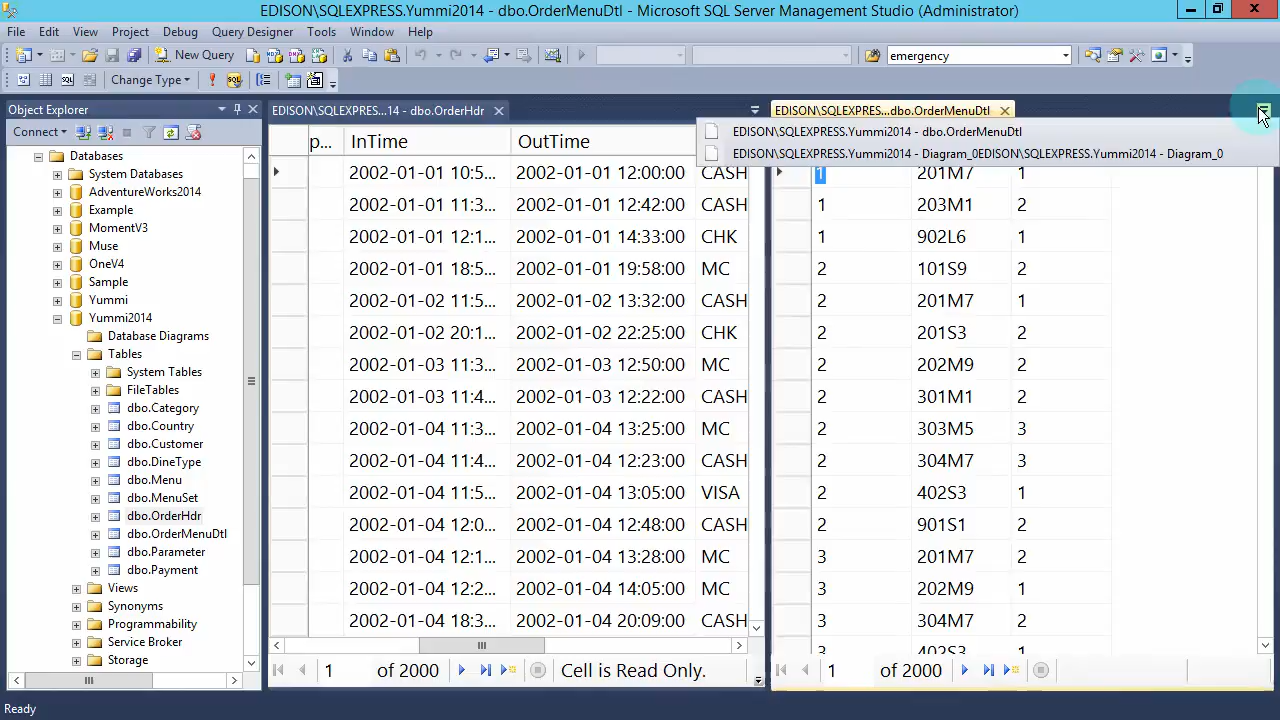 EDISON\SQLEXPRESS.Yummi2014 - dbo.OrderMenuDtl - Microsoft SQL Server Management Studio (Administrator)
File Edit View Project Debug Query Designer Tools Window Help
New Query emergency
Change Type
Object Explorer
Connect
Databases
System Databases
AdventureWorks2014
Example
MomentV3
Muse
OneV4
Sample
Yummi
Yummi2014
Database Diagrams
Tables
System Tables
FileTables
dbo.Category
dbo.Country
dbo.Customer
dbo.DineType
dbo.Menu
dbo.MenuSet
dbo.OrderHdr
dbo.OrderMenuDtl
dbo.Parameter
dbo.Payment
Views
Synonyms
Programmability
Service Broker
Storage
EDISON\SQLEXPRES...14 - dbo.OrderHdr
p... InTime OutTime
2002-01-01 10:5... 2002-01-01 12:00:00 CASH
2002-01-01 11:3... 2002-01-01 12:42:00 CASH
2002-01-01 12:1... 2002-01-01 14:33:00 CHK
2002-01-01 18:5... 2002-01-01 19:58:00 MC
2002-01-02 11:5... 2002-01-02 13:32:00 CASH
2002-01-02 20:1... 2002-01-02 22:25:00 CHK
2002-01-03 11:3... 2002-01-03 12:50:00 MC
2002-01-03 11:4... 2002-01-03 12:22:00 CASH
2002-01-04 11:3... 2002-01-04 13:25:00 MC
2002-01-04 11:4... 2002-01-04 12:23:00 CASH
2002-01-04 11:5... 2002-01-04 13:05:00 VISA
2002-01-04 12:0... 2002-01-04 12:48:00 CASH
2002-01-04 12:1... 2002-01-04 13:28:00 MC
2002-01-04 12:2... 2002-01-04 14:05:00 MC
2002-01-04 18:3... 2002-01-04 20:09:00 CASH
1 of 2000 Cell is Read Only.
EDISON\SQLEXPRES...dbo.OrderMenuDtl
EDISON\SQLEXPRESS.Yummi2014 - dbo.OrderMenuDtl
EDISON\SQLEXPRESS.Yummi2014 - Diagram_0EDISON\SQLEXPRESS.Yummi2014 - Diagram_0
1 201M7 1
1 203M1 2
1 902L6 1
2 101S9 2
2 201M7 1
2 201S3 2
2 202M9 2
2 301M1 2
2 303M5 3
2 304M7 3
2 402S3 1
2 901S1 2
3 201M7 2
3 202M9 1
3 304M7 2
3 402S3 1
1 of 2000
Ready